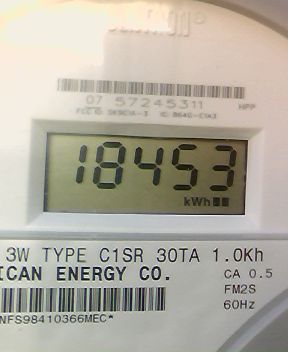 07 57245311 HPP
18453
kWh
3W TYPE C1SR 30TA 1.0Kh
ICAN ENERGY CO.
CA 0.5
FM2S
60Hz
NFS98410366MEC*